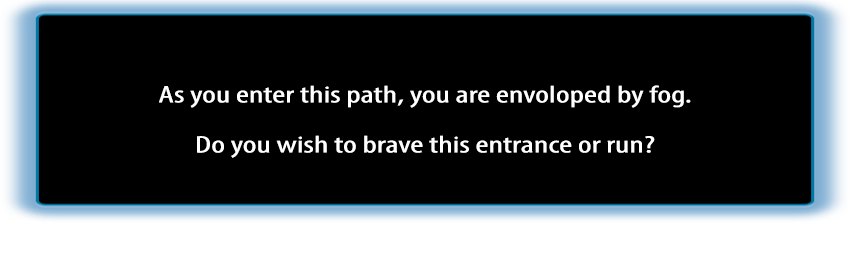 As you enter this path, you are envoloped by fog.
Do you wish to brave this entrance or run?